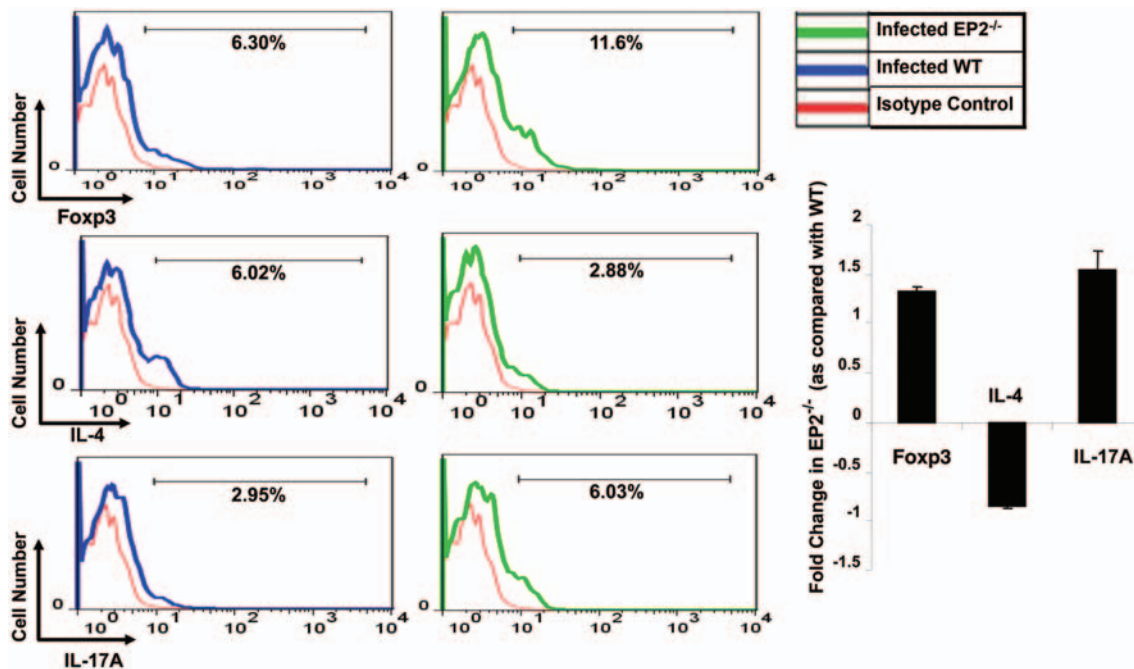 6.30%
Cell Number
0
10^0 10^1 10^2 10^3 10^4
Foxp3
11.6%
0
10^0 10^1 10^2 10^3 10^4
Infected EP2-/-
Infected WT
Isotype Control
6.02%
Cell Number
0
10^0 10^1 10^2 10^3 10^4
IL-4
2.88%
0
10^0 10^1 10^2 10^3 10^4
2.95%
Cell Number
0
10^0 10^1 10^2 10^3 10^4
IL-17A
6.03%
0
10^0 10^1 10^2 10^3 10^4
Fold Change in EP2-/- (as compared with WT)
2
1.5
1
0.5
0
-0.5
-1
-1.5
Foxp3
IL-4
IL-17A